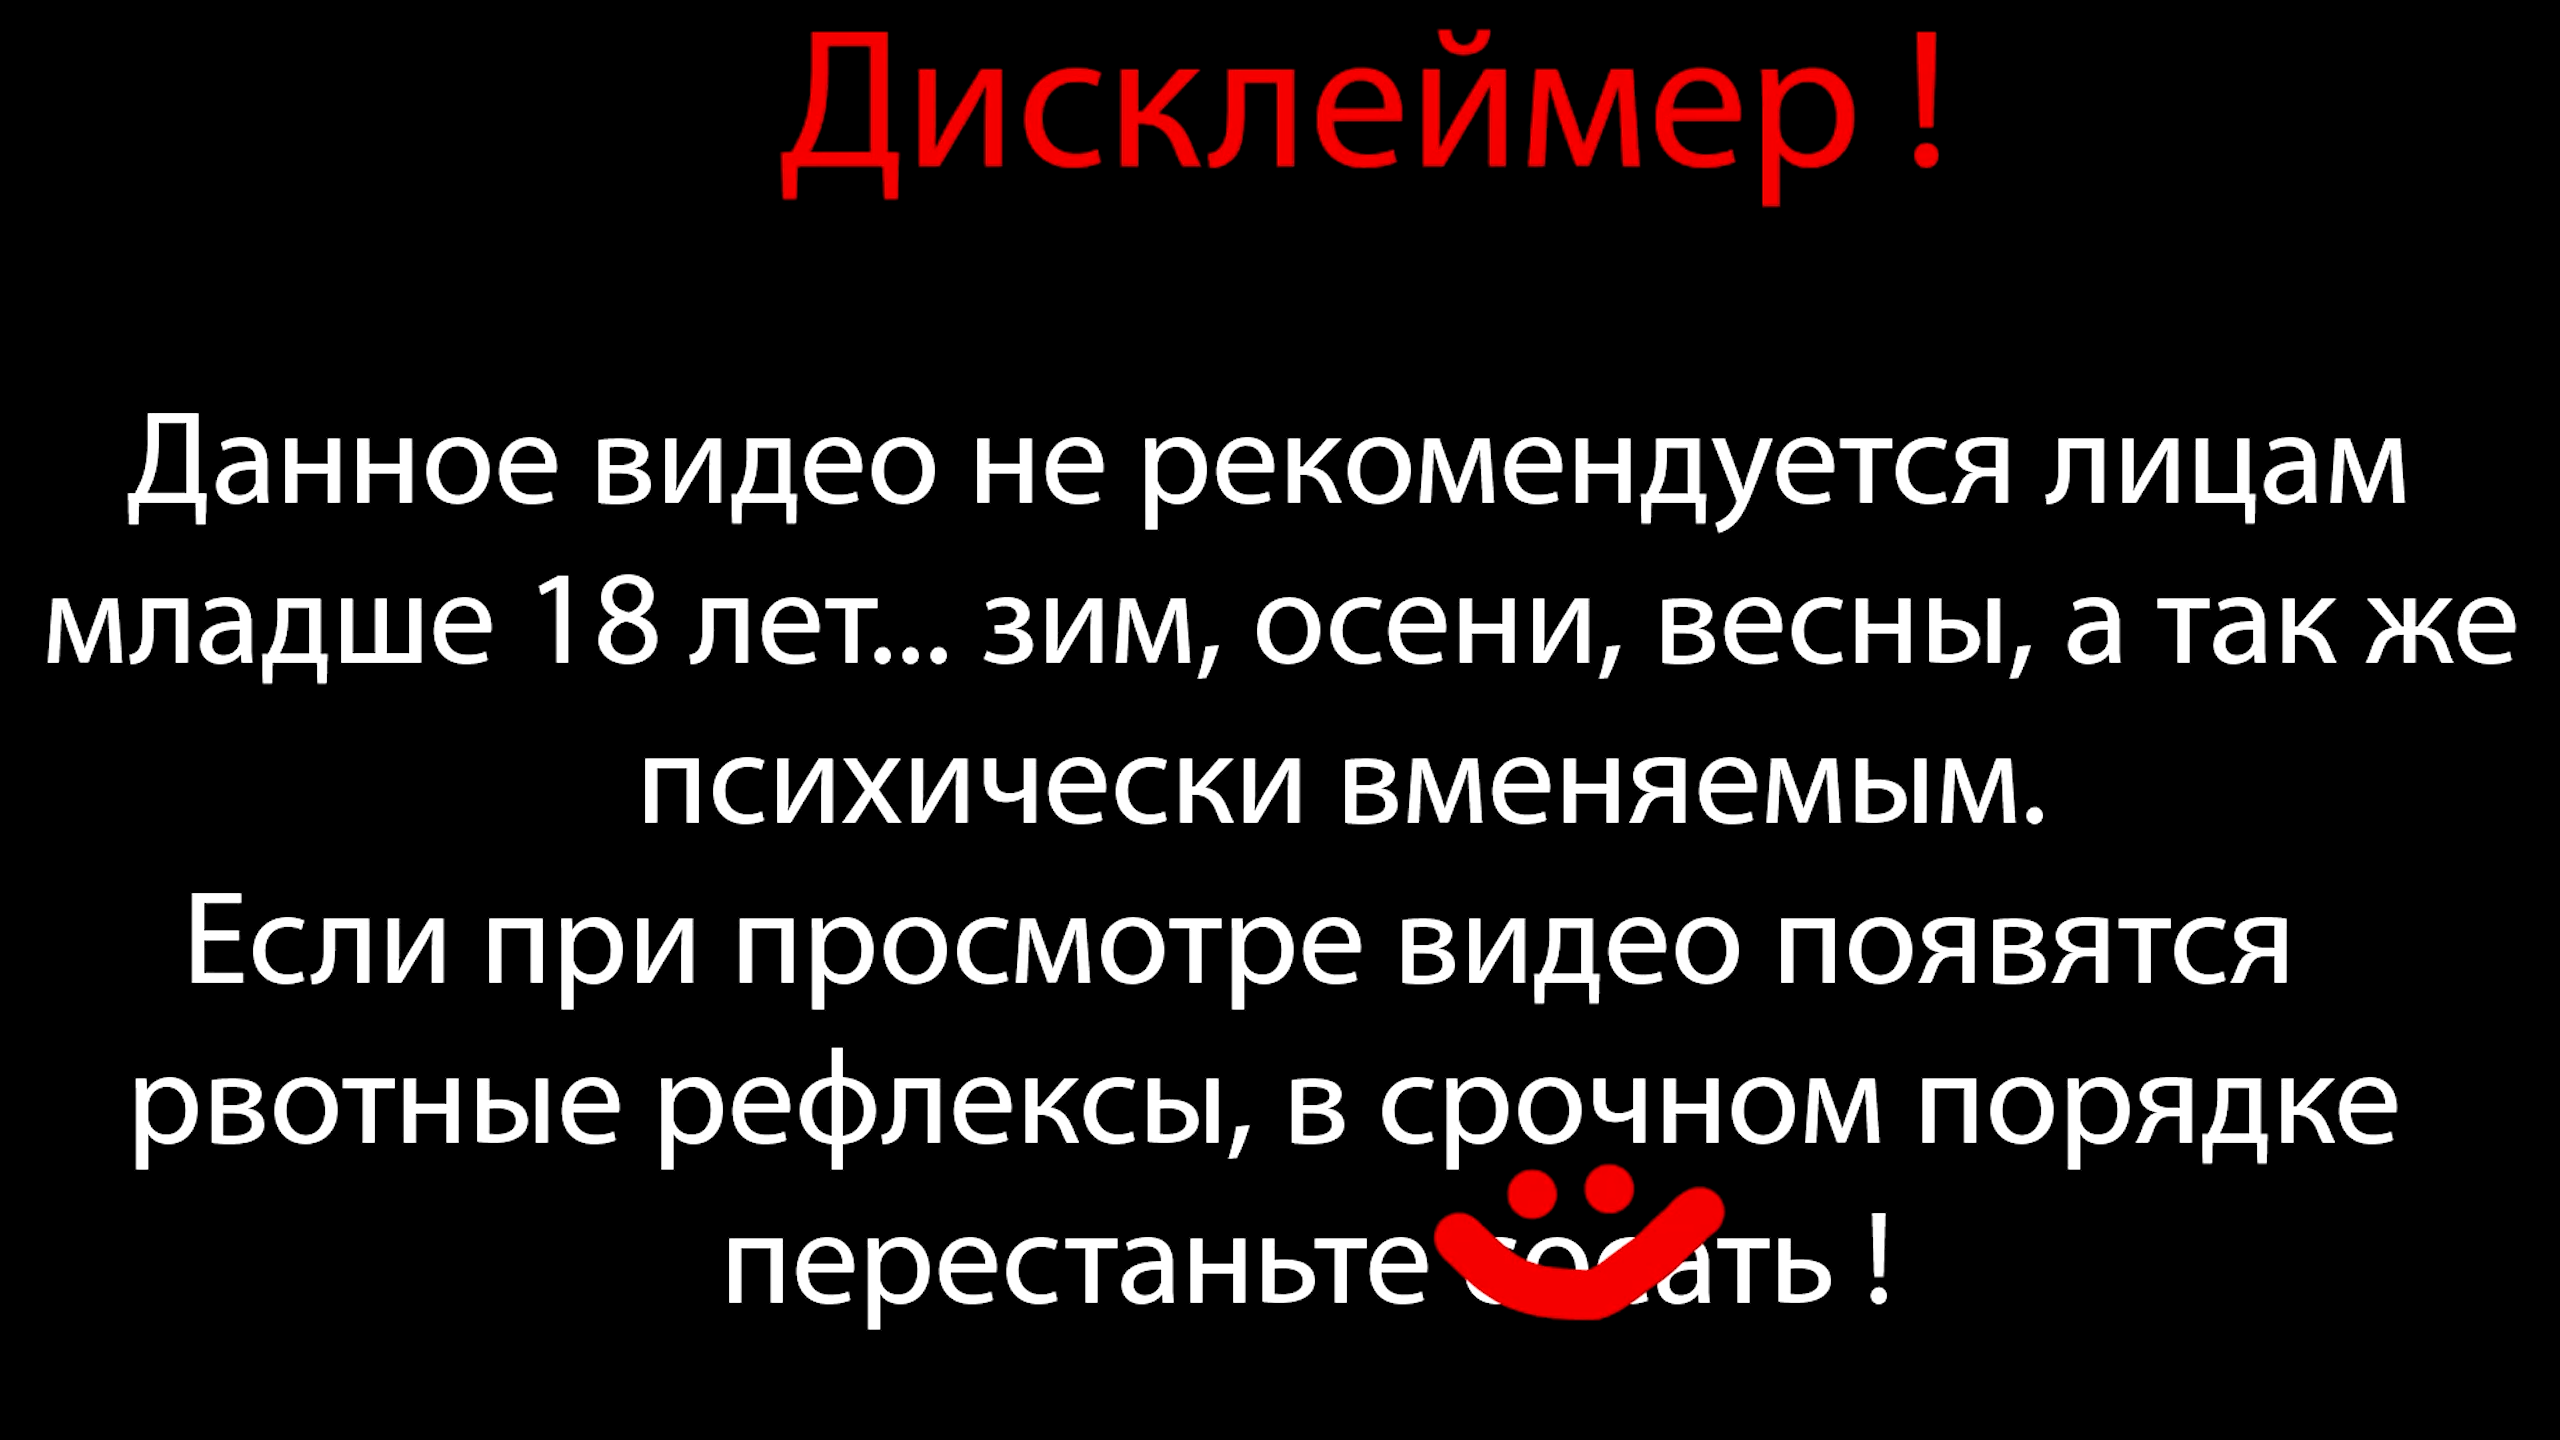 Дисклеймер !
Данное видео не рекомендуется лицам
младше 18 лет... зим, осени, весны, а так же
психически вменяемым.
Если при просмотре видео появятся
рвотные рефлексы, в срочном порядке
перестаньте сосать !